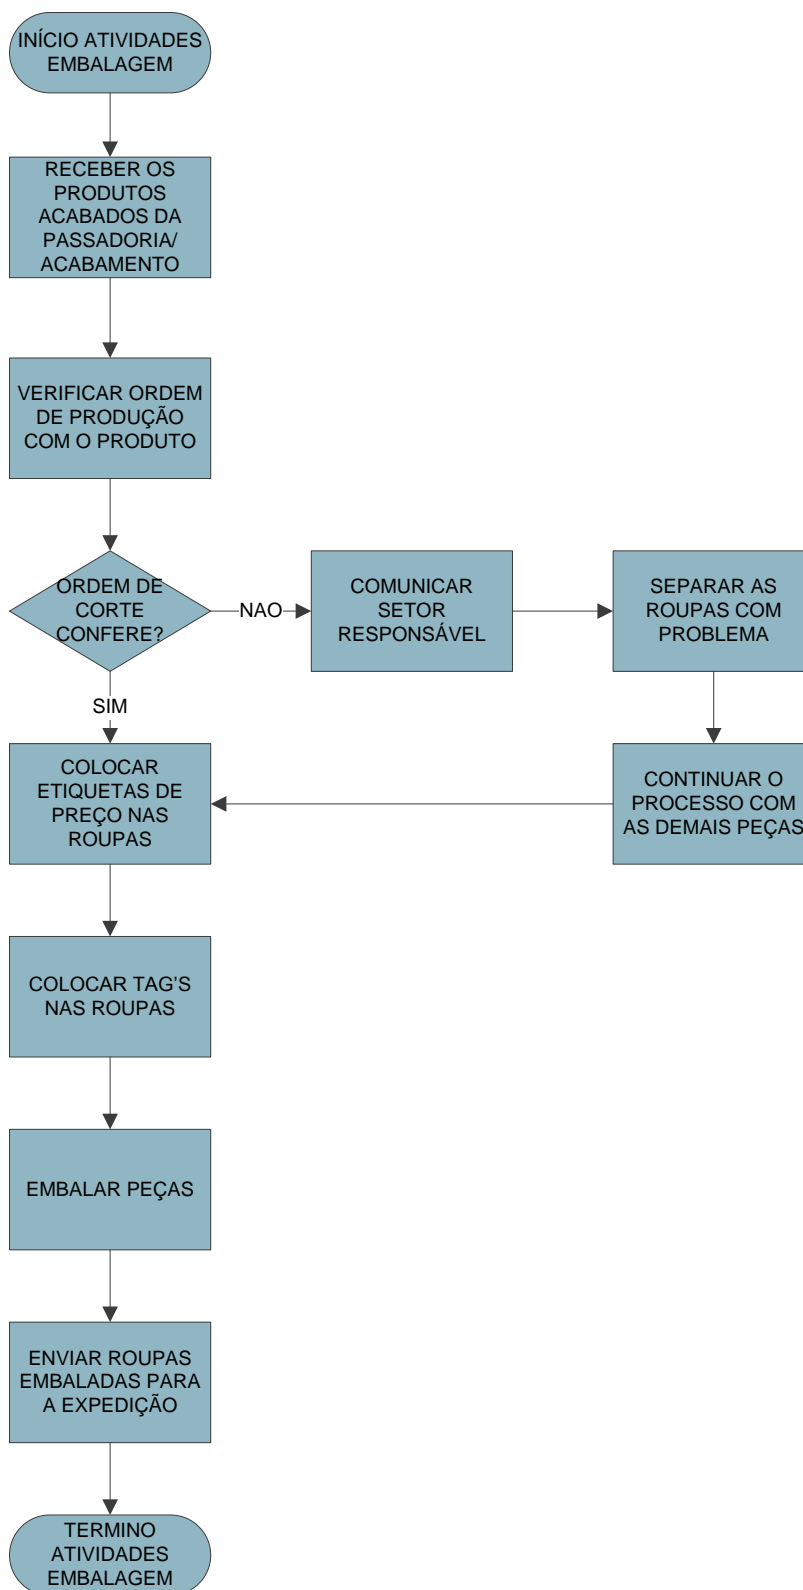 INÍCIO ATIVIDADES
EMBALAGEM
RECEBER OS
PRODUTOS
ACABADOS DA
PASSADORIA/
ACABAMENTO
VERIFICAR ORDEM
DE PRODUÇÃO
COM O PRODUTO
ORDEM DE
CORTE
CONFERE?
NAO
COMUNICAR
SETOR
RESPONSÁVEL
SEPARAR AS
ROUPAS COM
PROBLEMA
SIM
COLOCAR
ETIQUETAS DE
PREÇO NAS
ROUPAS
CONTINUAR O
PROCESSO COM
AS DEMAIS PEÇAS
COLOCAR TAG’S
NAS ROUPAS
EMBALAR PEÇAS
ENVIAR ROUPAS
EMBALADAS PARA
A EXPEDIÇÃO
TERMINO
ATIVIDADES
EMBALAGEM